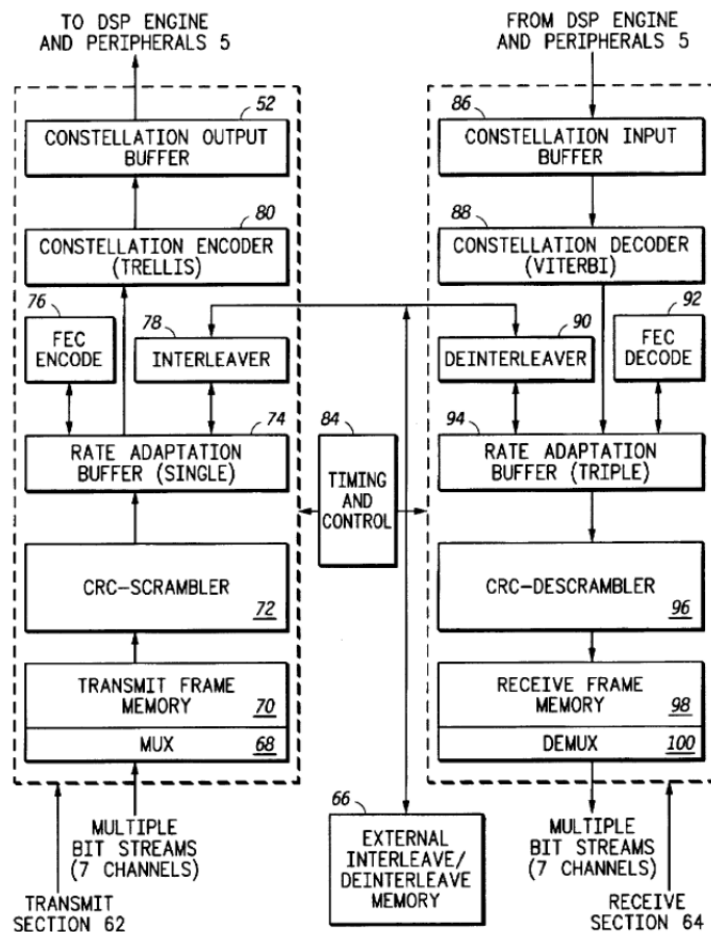 TO DSP ENGINE
AND PERIPHERALS 5
FROM DSP ENGINE
AND PERIPHERALS 5
52
CONSTELLATION OUTPUT
BUFFER
80
CONSTELLATION ENCODER
(TRELLIS)
76
FEC
ENCODE
78
INTERLEAVER
74
RATE ADAPTATION
BUFFER (SINGLE)
CRC-SCRAMBLER
72
TRANSMIT FRAME
MEMORY
70
MUX
68
MULTIPLE
BIT STREAMS
(7 CHANNELS)
TRANSMIT
SECTION 62
84
TIMING
AND
CONTROL
66
EXTERNAL
INTERLEAVE/
DEINTERLEAVE
MEMORY
86
CONSTELLATION INPUT
BUFFER
88
CONSTELLATION DECODER
(VITERBI)
90
DEINTERLEAVER
92
FEC
DECODE
94
RATE ADAPTATION
BUFFER (TRIPLE)
CRC-DESCRAMBLER
96
RECEIVE FRAME
MEMORY
98
DEMUX
100
MULTIPLE
BIT STREAMS
(7 CHANNELS)
RECEIVE
SECTION 64